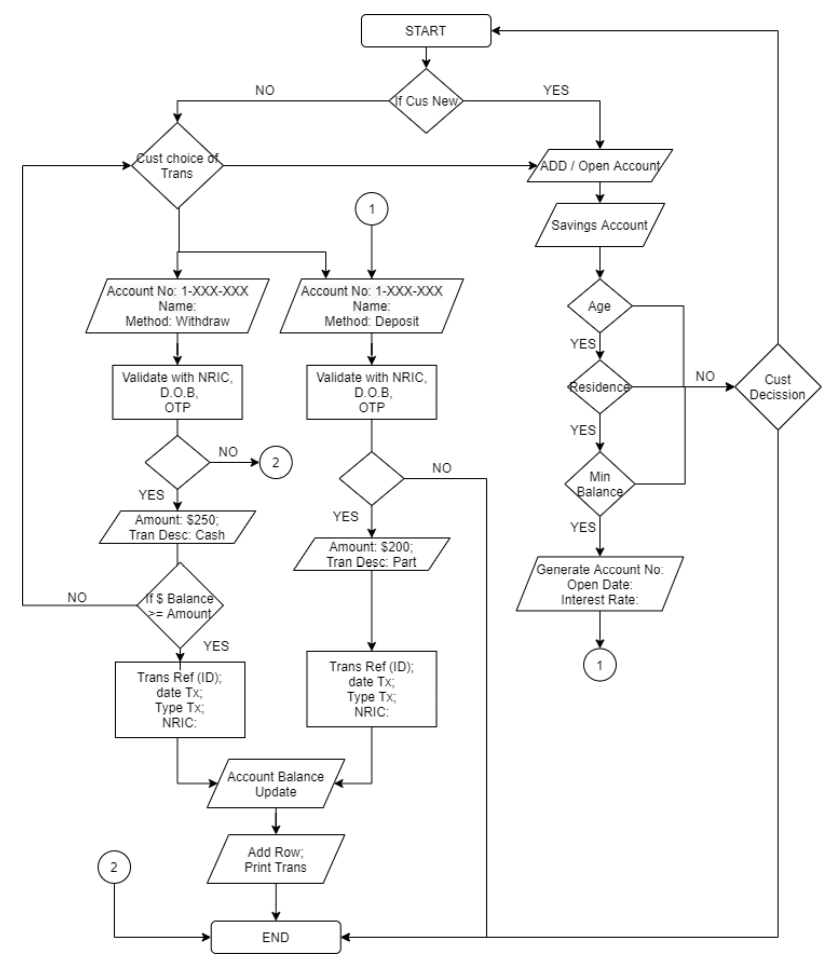 START
If Cus New
NO
YES
Cust choice of
Trans
ADD / Open Account
1
Savings Account
Account No: 1-XXX-XXX
Name:
Method: Withdraw
Account No: 1-XXX-XXX
Name:
Method: Deposit
Age
YES
Validate with NRIC,
D.O.B,
OTP
Validate with NRIC,
D.O.B,
OTP
Residence
NO
Cust
Decission
YES
NO
2
NO
Min
Balance
YES
YES
Amount: $250;
Tran Desc: Cash
YES
YES
Amount: $200;
Tran Desc: Part
Generate Account No:
Open Date:
Interest Rate:
NO
If $ Balance
>= Amount
YES
1
Trans Ref (ID);
date Tx;
Type Tx;
NRIC:
Trans Ref (ID);
date Tx;
Type Tx;
NRIC:
Account Balance
Update
Add Row;
Print Trans
2
END